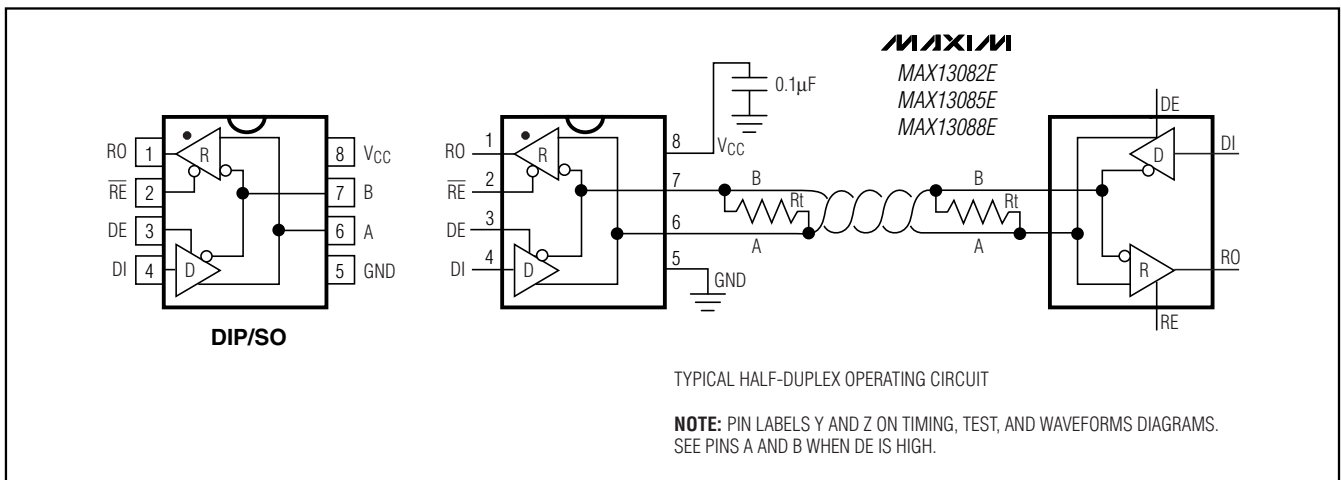 MAXIM
MAX13082E
MAX13085E
MAX13088E
RO 1
RE 2
DE 3
DI 4
R
D
8 VCC
7 B
6 A
5 GND
DIP/SO
RO 1
RE 2
DE 3
DI 4
R
D
0.1µF
8 VCC
7
6
5
GND
B
Rt
A
B
Rt
A
DE
D
DI
R
RO
RE
TYPICAL HALF-DUPLEX OPERATING CIRCUIT
NOTE: PIN LABELS Y AND Z ON TIMING, TEST, AND WAVEFORMS DIAGRAMS.
SEE PINS A AND B WHEN DE IS HIGH.